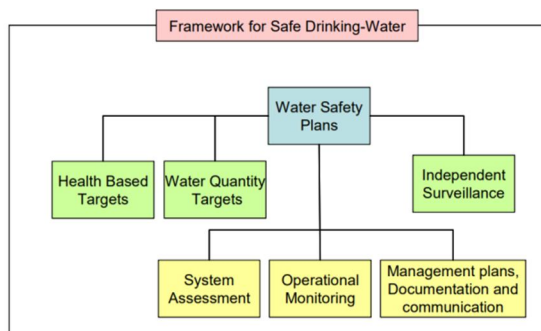 Framework for Safe Drinking-Water
Water Safety
Plans
Health Based
Targets
Water Quantity
Targets
Independent
Surveillance
System
Assessment
Operational
Monitoring
Management plans,
Documentation and
communication